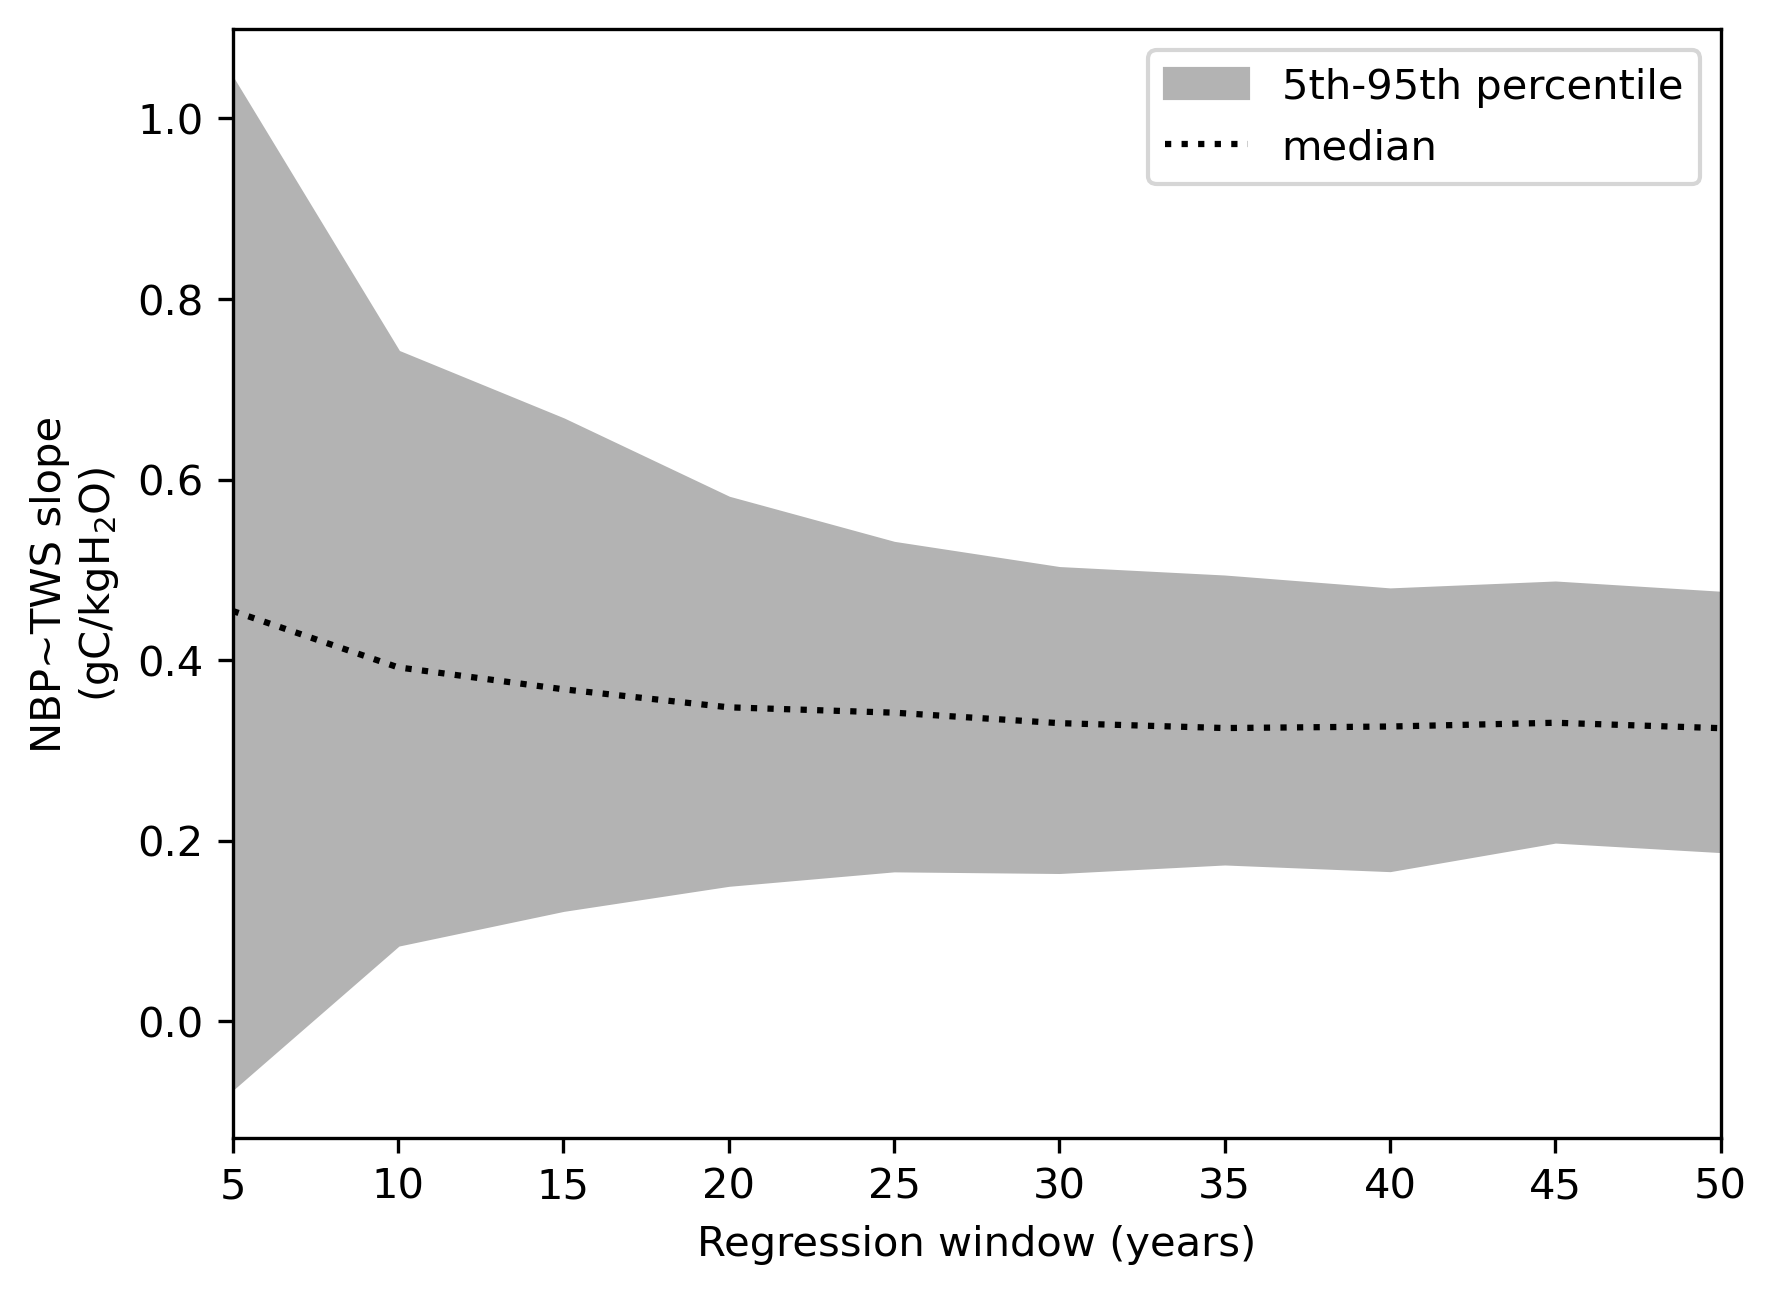 5th-95th percentile
median
1.0
0.8
0.6
0.4
0.2
0.0
NBP~TWS slope
(gC/kgH₂O)
5 10 15 20 25 30 35 40 45 50
Regression window (years)